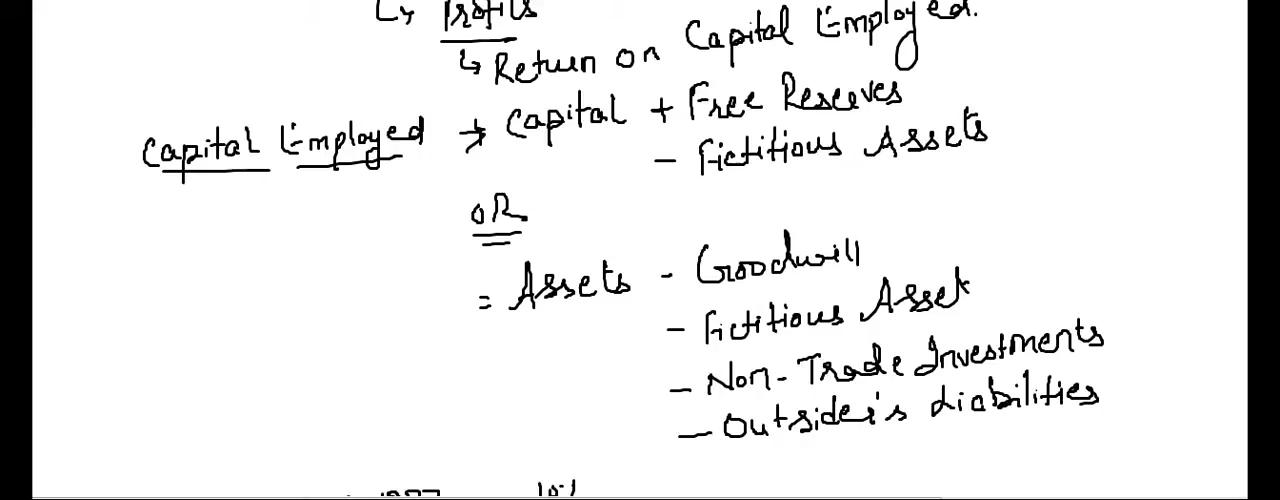 ↳ Profits
↳ Return on Capital Employed.
Capital Employed → Capital + Free Reserves
- Fictitious Assets
OR
= Assets - Goodwill
- Fictitious Asset
- Non-Trade Investments
- Outsider's Liabilities